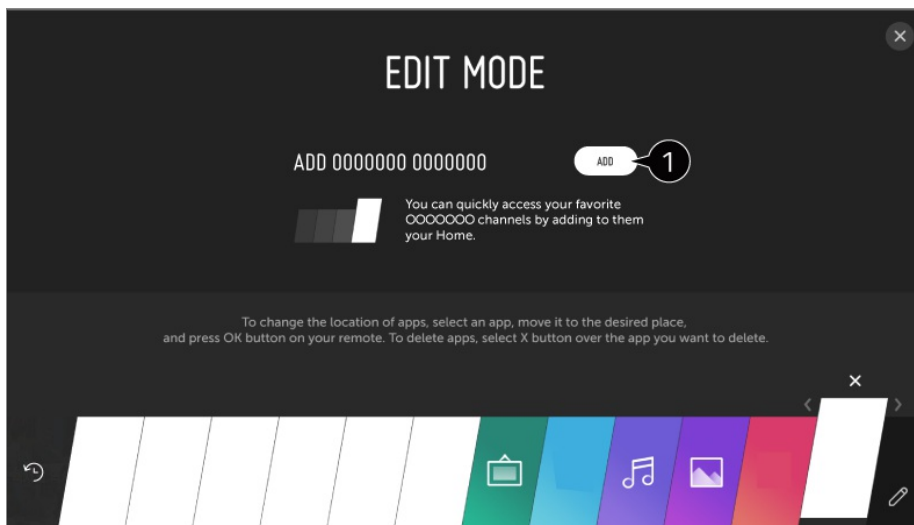 EDIT MODE
ADD OOOOOOO OOOOOOO
ADD
1
You can quickly access your favorite
OOOOOOO channels by adding to them
your Home.
To change the location of apps, select an app, move it to the desired place,
and press OK button on your remote. To delete apps, select X button over the app you want to delete.